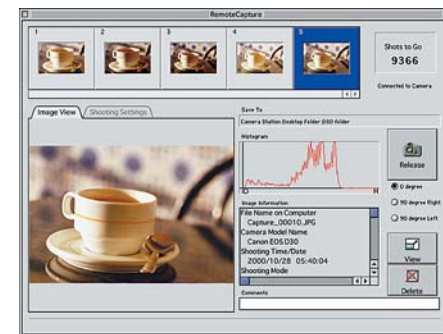 RemoteCapture
1 2 3 4 5
Shots to Go
9366
Connected to Camera
Image View
Shooting Settings
Save To
Camera Station Desktop Folder:DSO folder
Histogram
0 H
Image Information
File Name on Computer
Capture_00010.JPG
Camera Model Name
Canon EOS D30
Shooting Time/Date
2000/10/28 05:40:04
Shooting Mode
Comments
Release
0 degree
90 degree Right
90 degree Left
View
Delete